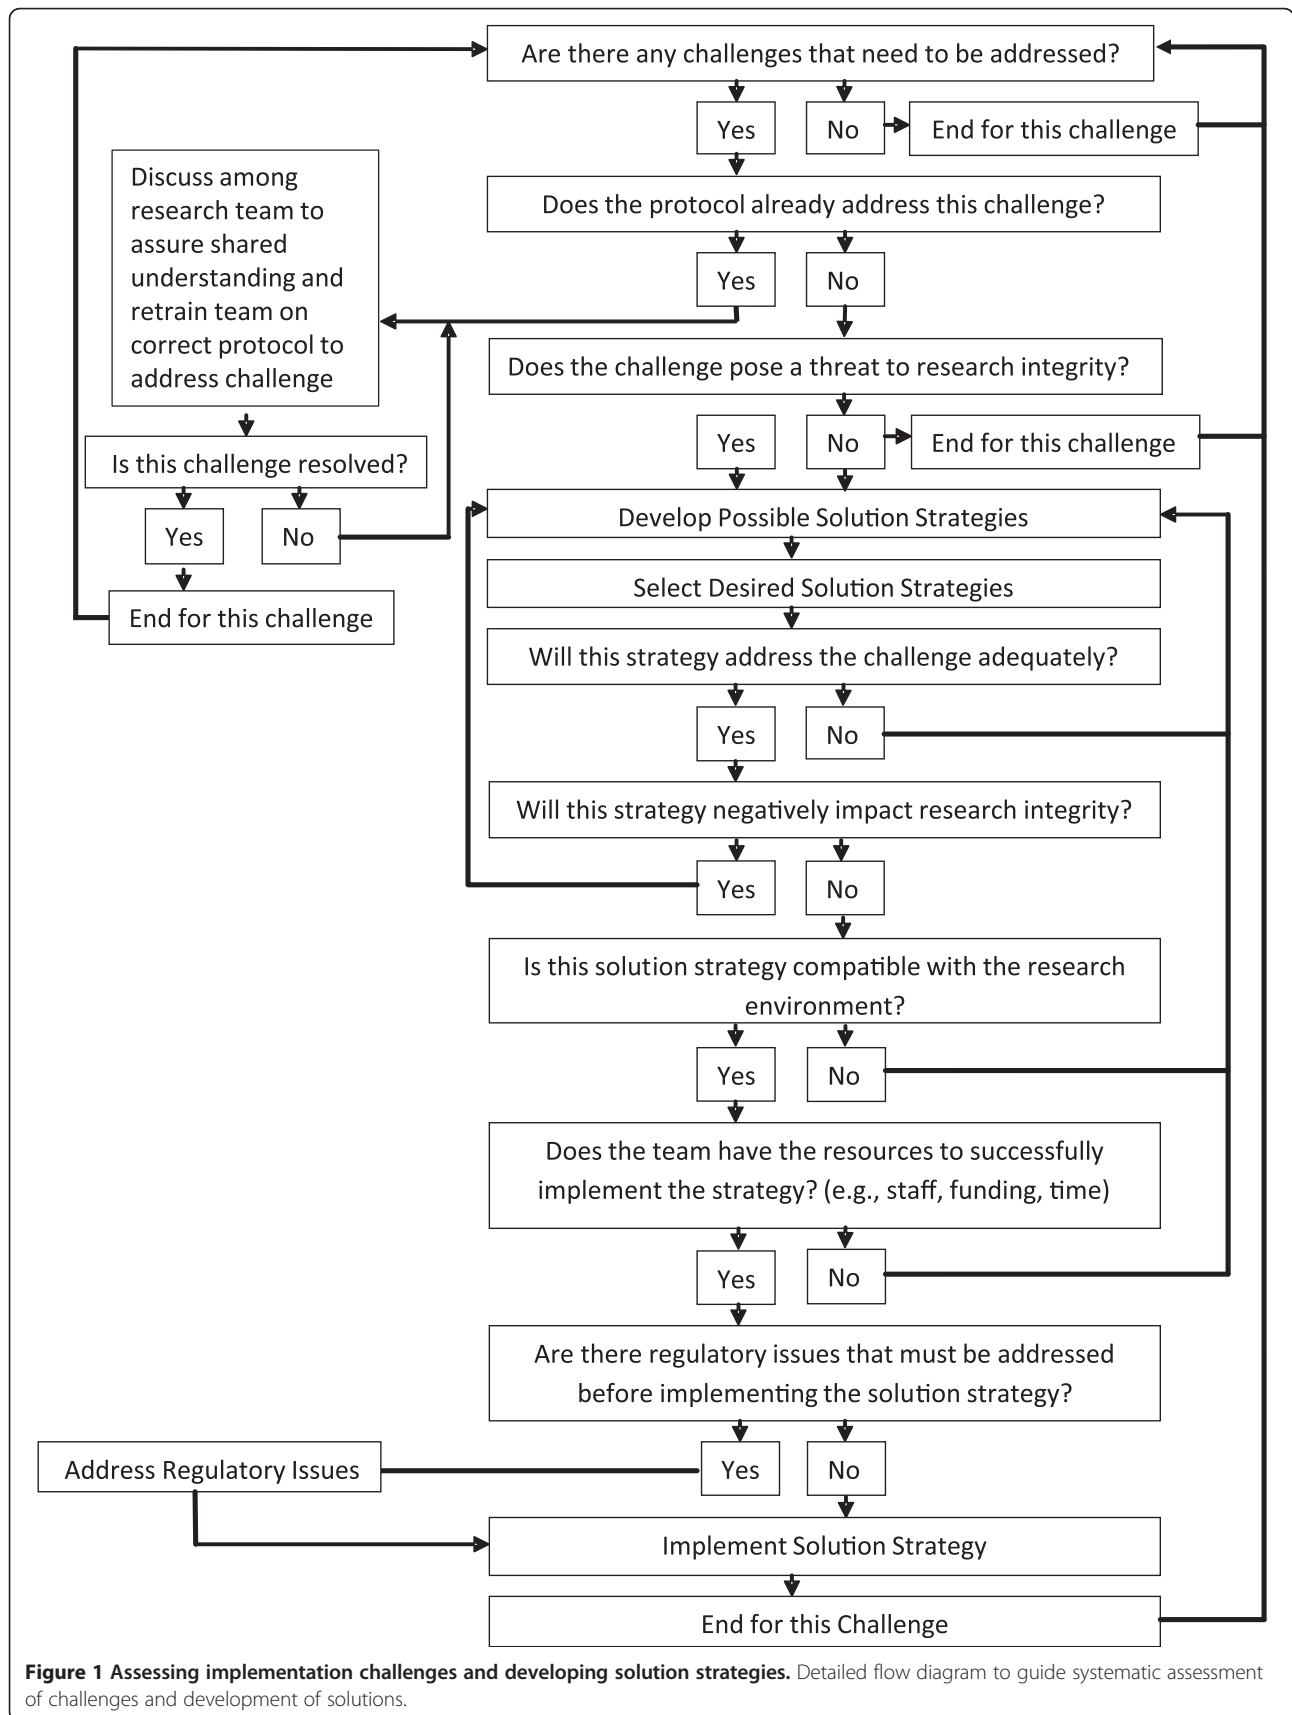 Are there any challenges that need to be addressed?
Yes
No
End for this challenge
Does the protocol already address this challenge?
Yes
No
Discuss among
research team to
assure shared
understanding and
retrain team on
correct protocol to
address challenge
Is this challenge resolved?
Yes
No
End for this challenge
Does the challenge pose a threat to research integrity?
Yes
No
End for this challenge
Develop Possible Solution Strategies
Select Desired Solution Strategies
Will this strategy address the challenge adequately?
Yes
No
Will this strategy negatively impact research integrity?
Yes
No
Is this solution strategy compatible with the research
environment?
Yes
No
Does the team have the resources to successfully
implement the strategy? (e.g., staff, funding, time)
Yes
No
Are there regulatory issues that must be addressed
before implementing the solution strategy?
Yes
No
Address Regulatory Issues
Implement Solution Strategy
End for this Challenge
Figure 1 Assessing implementation challenges and developing solution strategies. Detailed flow diagram to guide systematic assessment
of challenges and development of solutions.